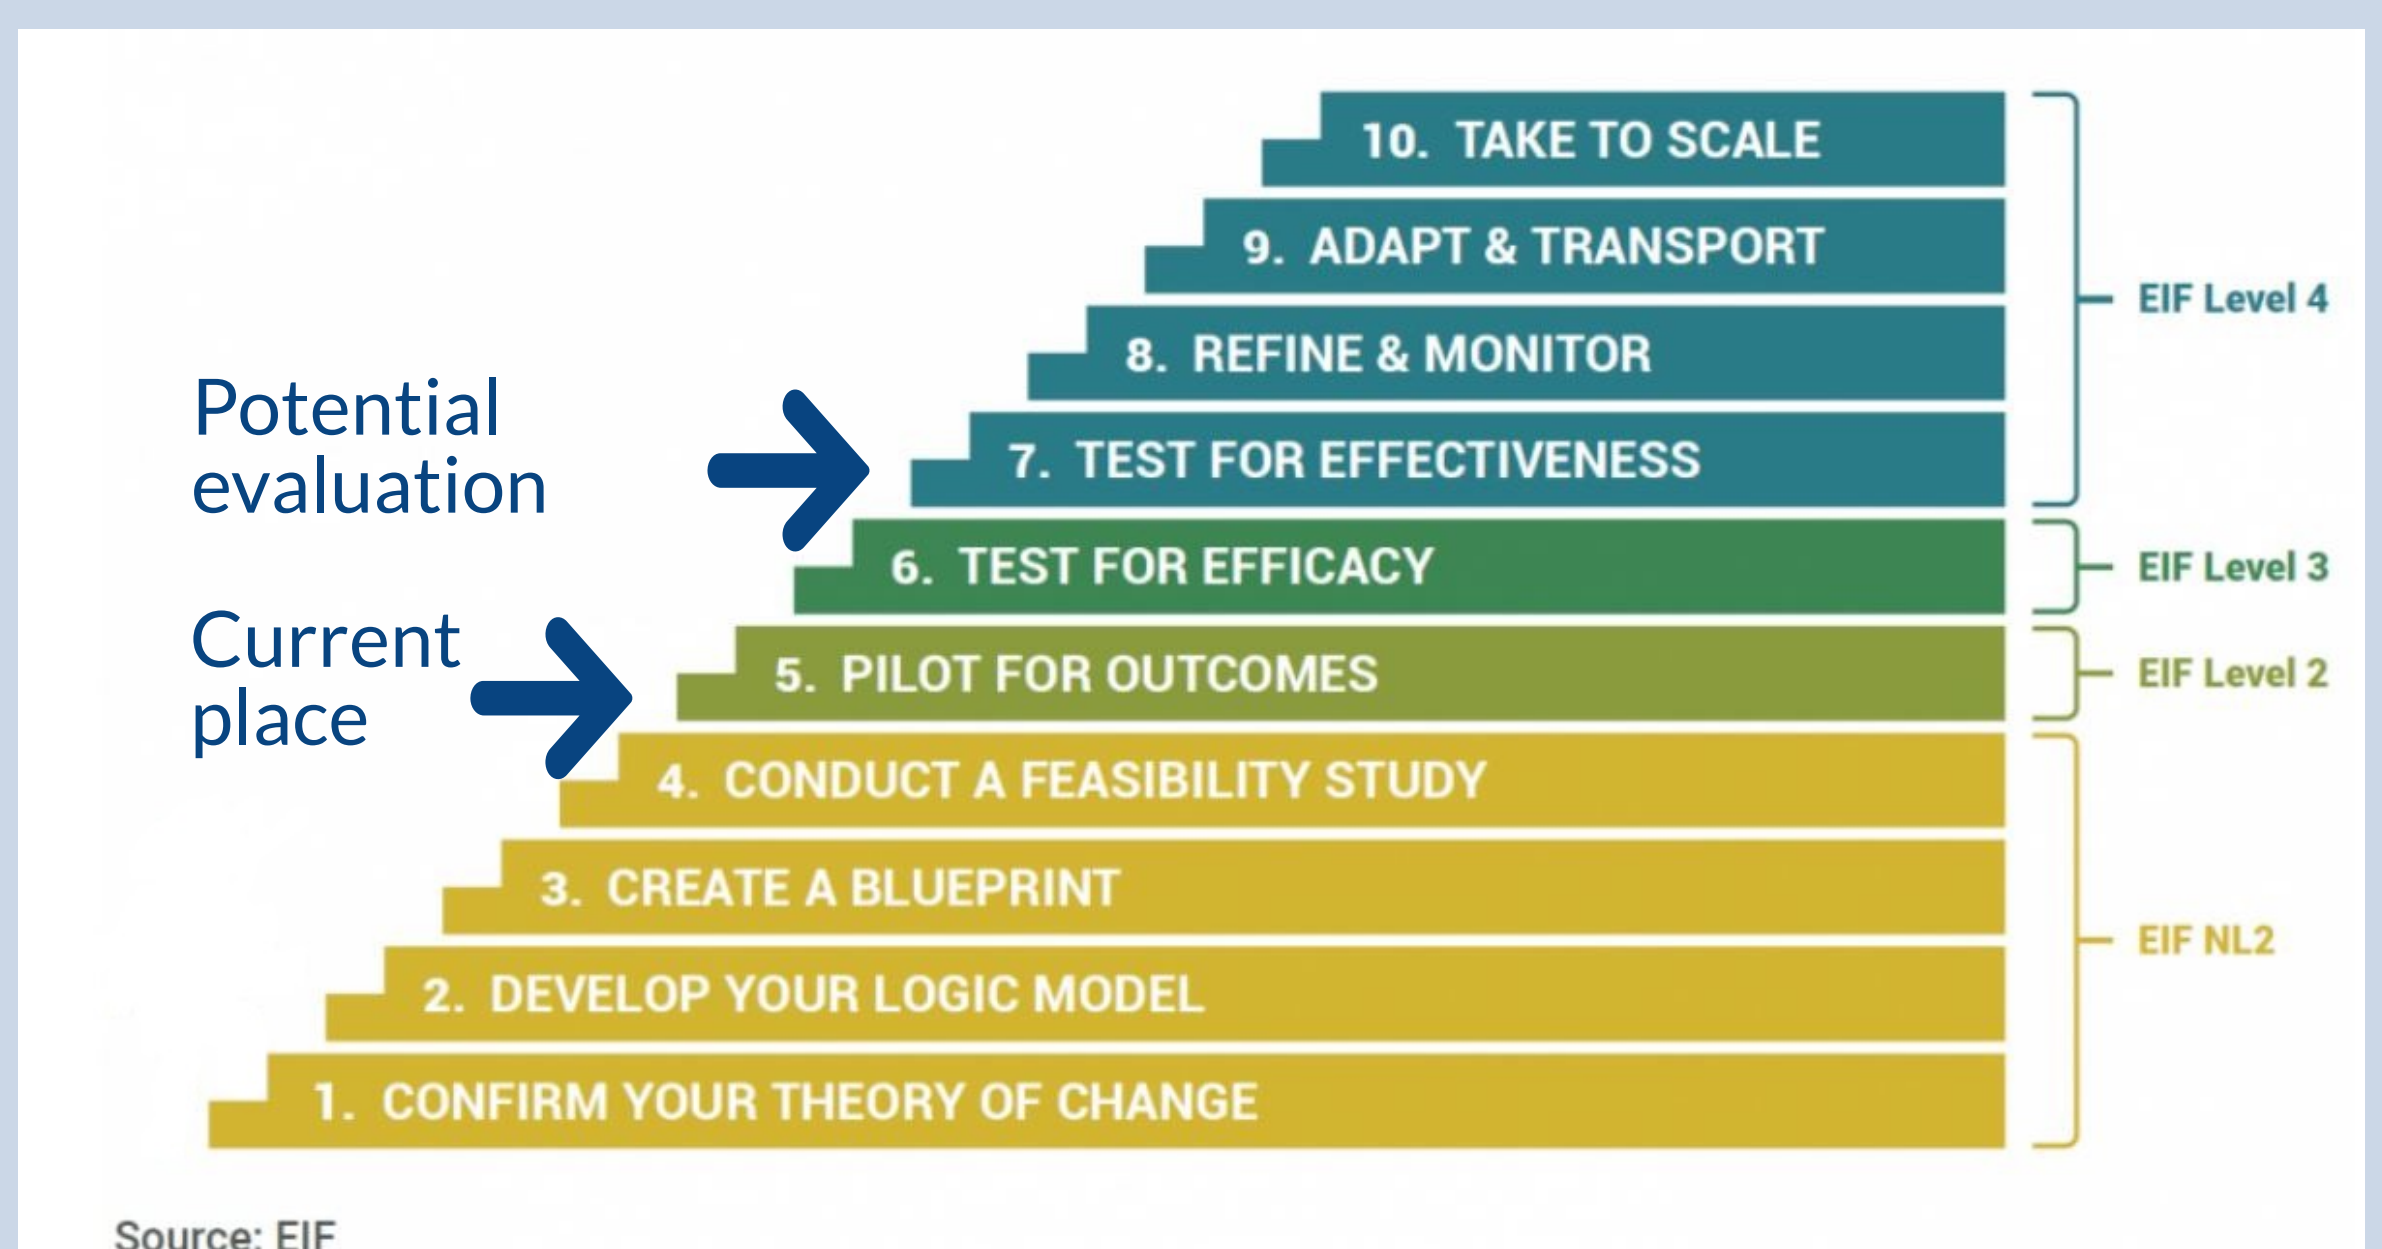 10. TAKE TO SCALE
9. ADAPT & TRANSPORT
EIF Level 4
8. REFINE & MONITOR
Potential
evaluation
7. TEST FOR EFFECTIVENESS
6. TEST FOR EFFICACY
EIF Level 3
Current
place
5. PILOT FOR OUTCOMES
EIF Level 2
4. CONDUCT A FEASIBILITY STUDY
3. CREATE A BLUEPRINT
EIF NL2
2. DEVELOP YOUR LOGIC MODEL
1. CONFIRM YOUR THEORY OF CHANGE
Source: EIF